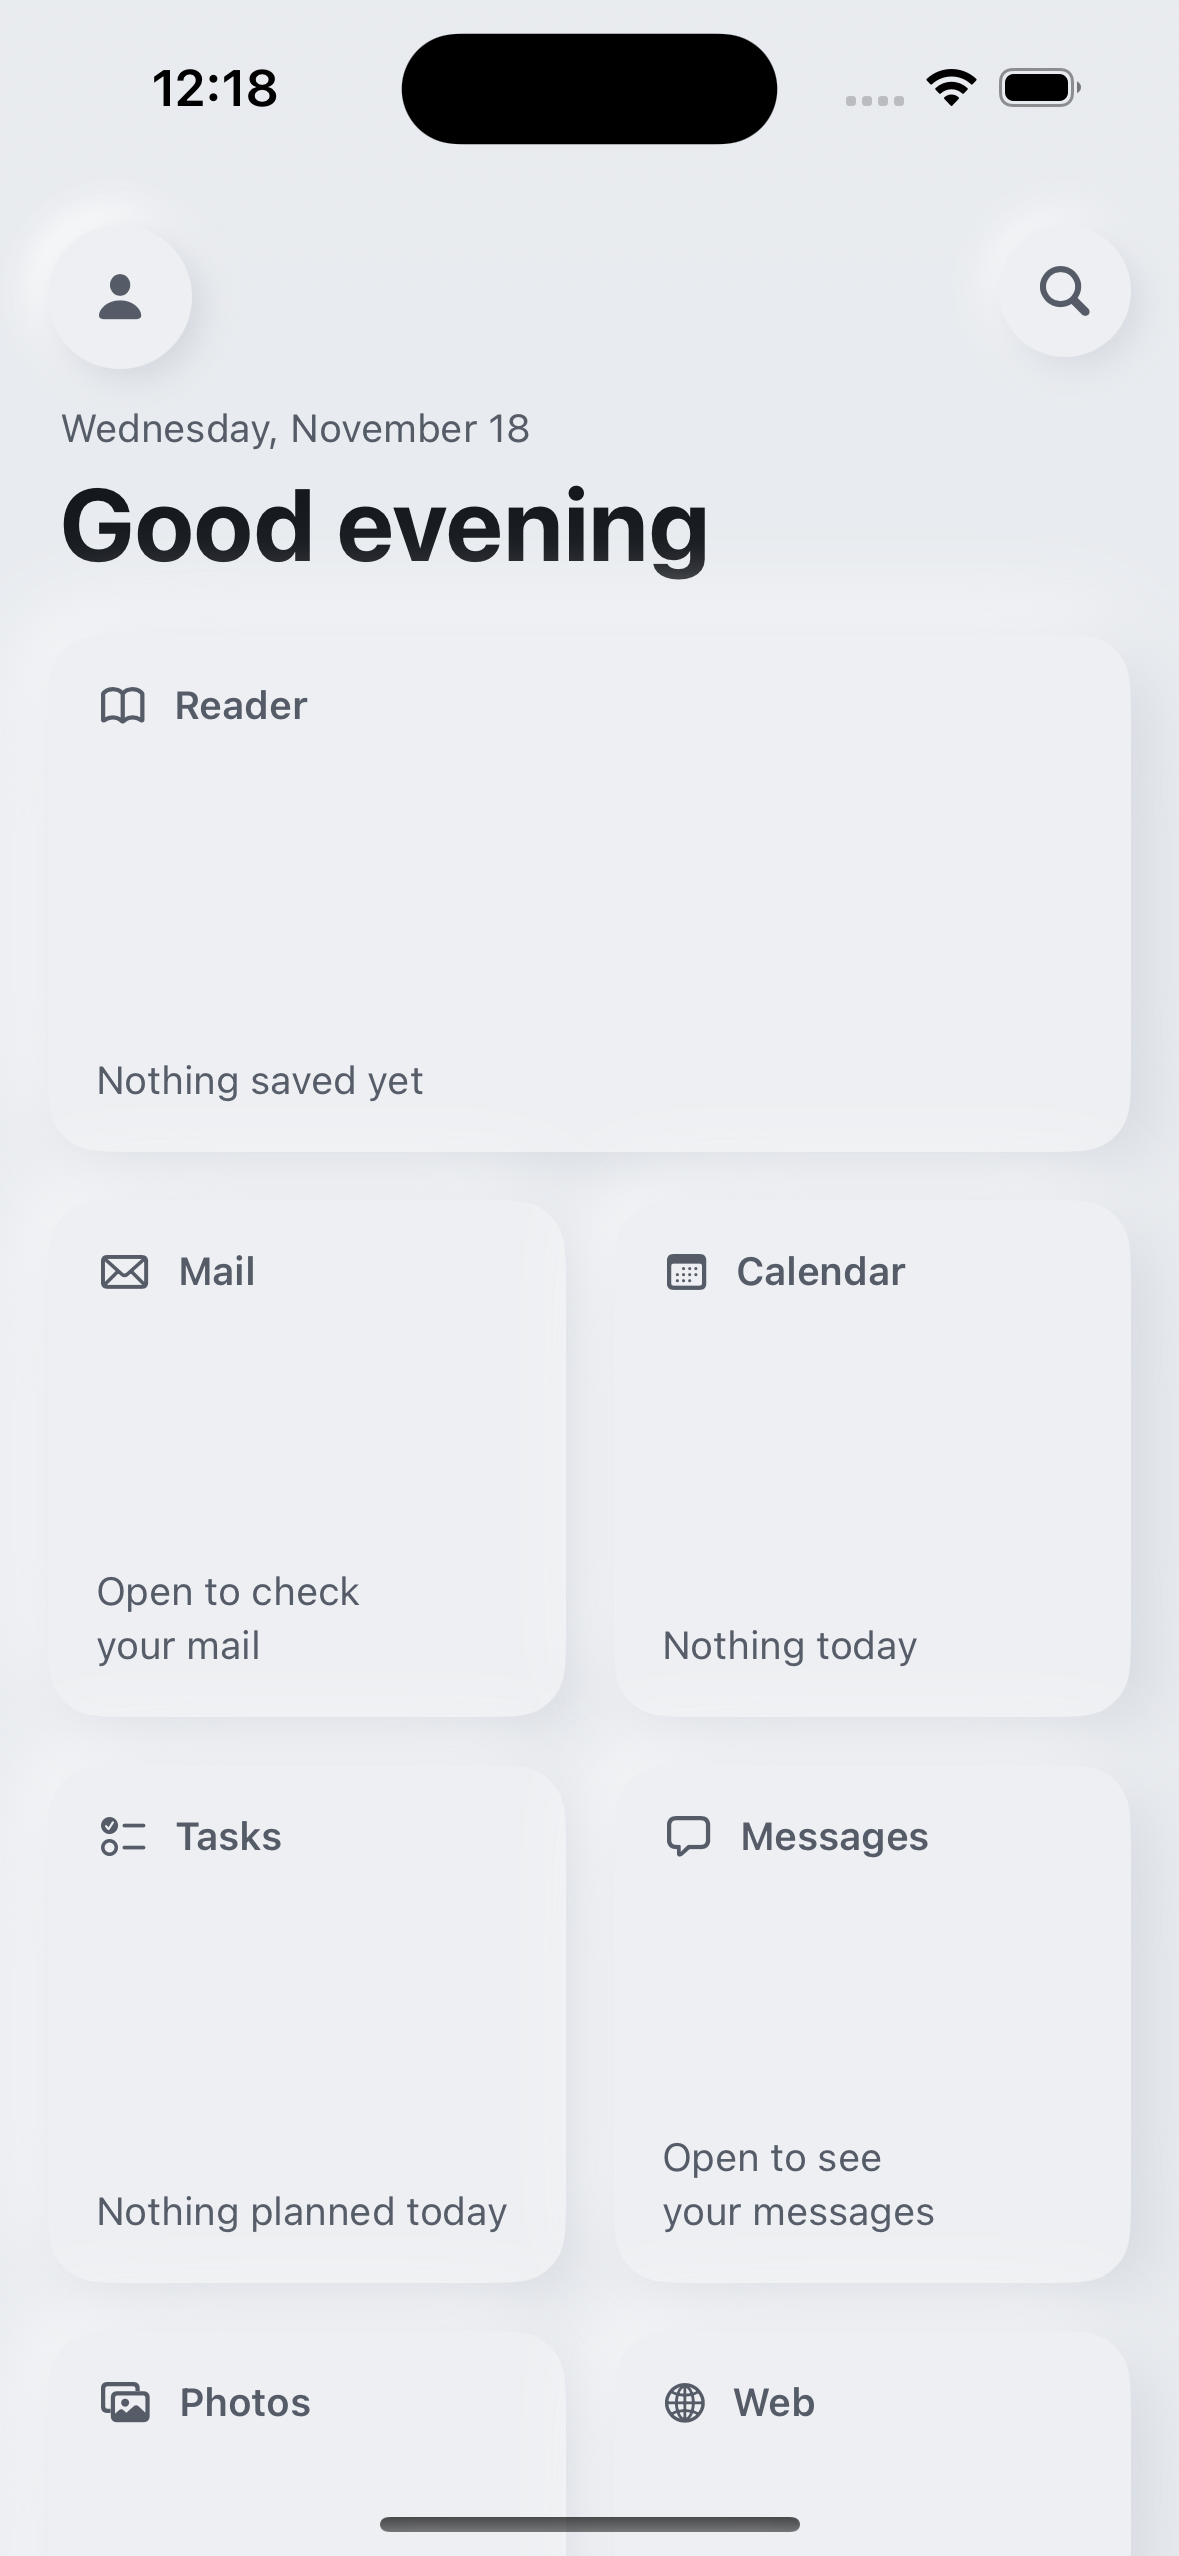 12:18
Wednesday, November 18
Good evening
Reader
Nothing saved yet
Mail
Open to check
your mail
Calendar
Nothing today
Tasks
Nothing planned today
Messages
Open to see
your messages
Photos
Web